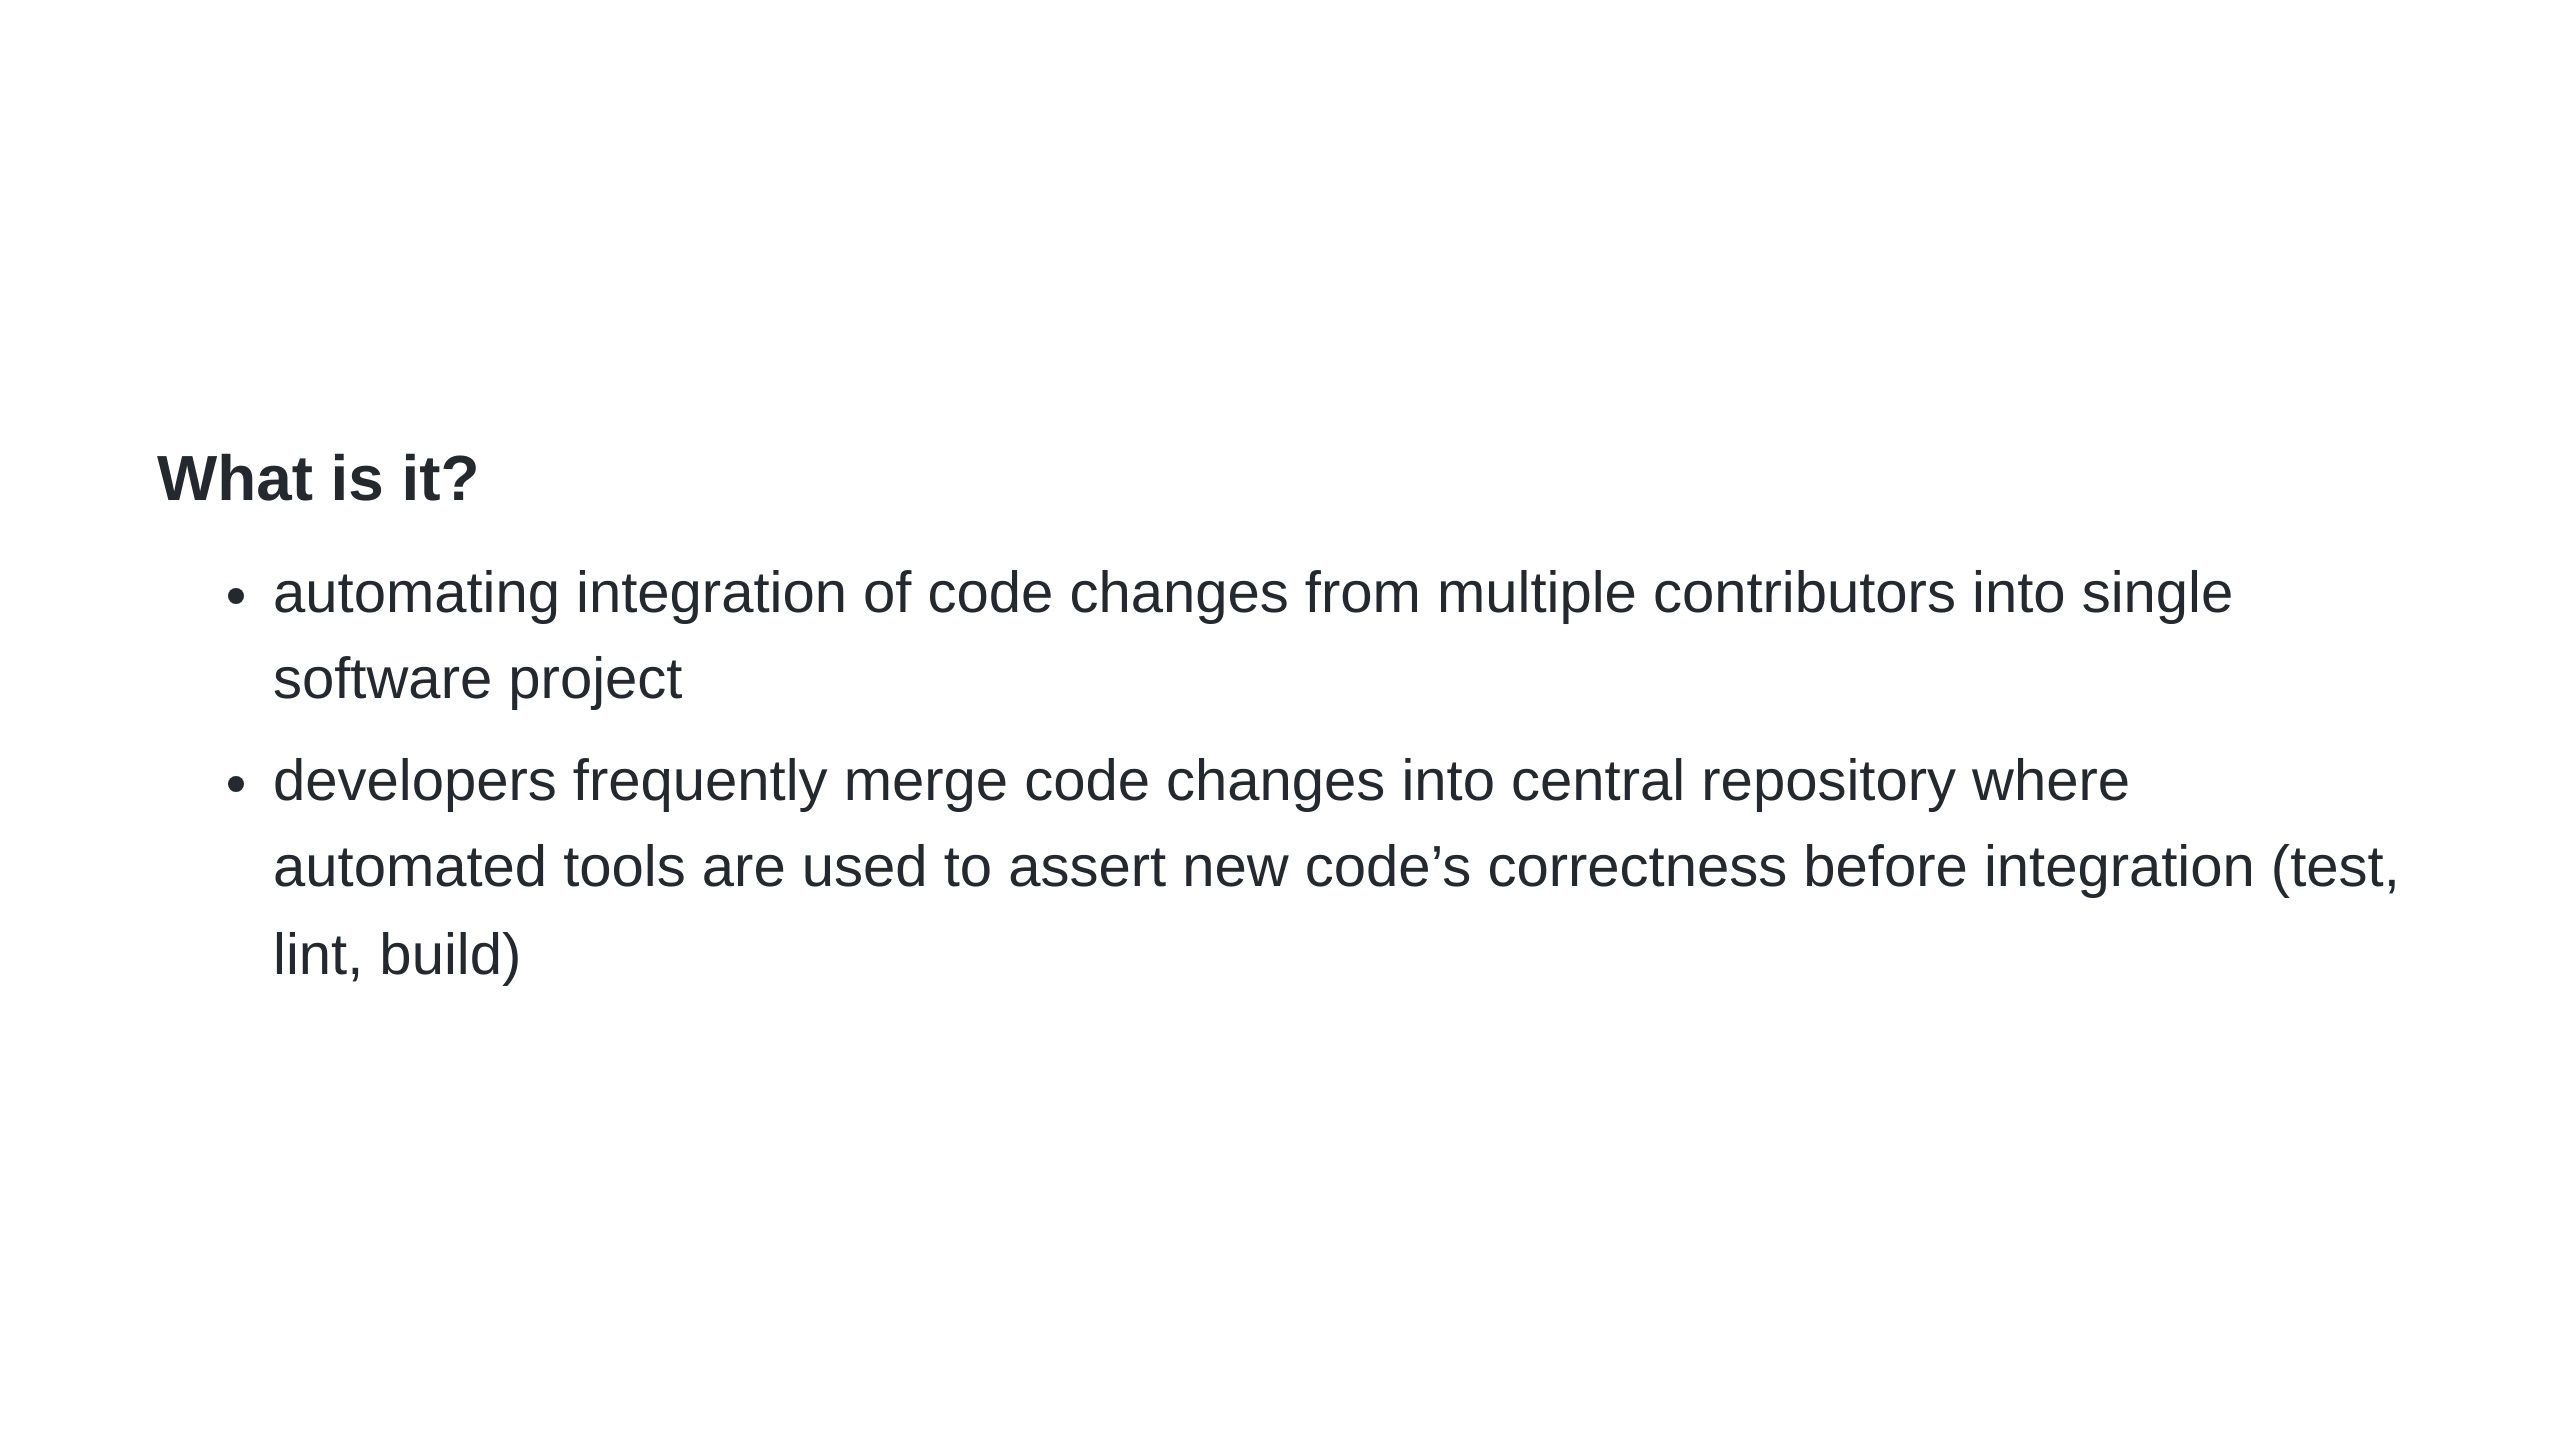 What is it?
• automating integration of code changes from multiple contributors into single
software project
• developers frequently merge code changes into central repository where
automated tools are used to assert new code’s correctness before integration (test,
lint, build)